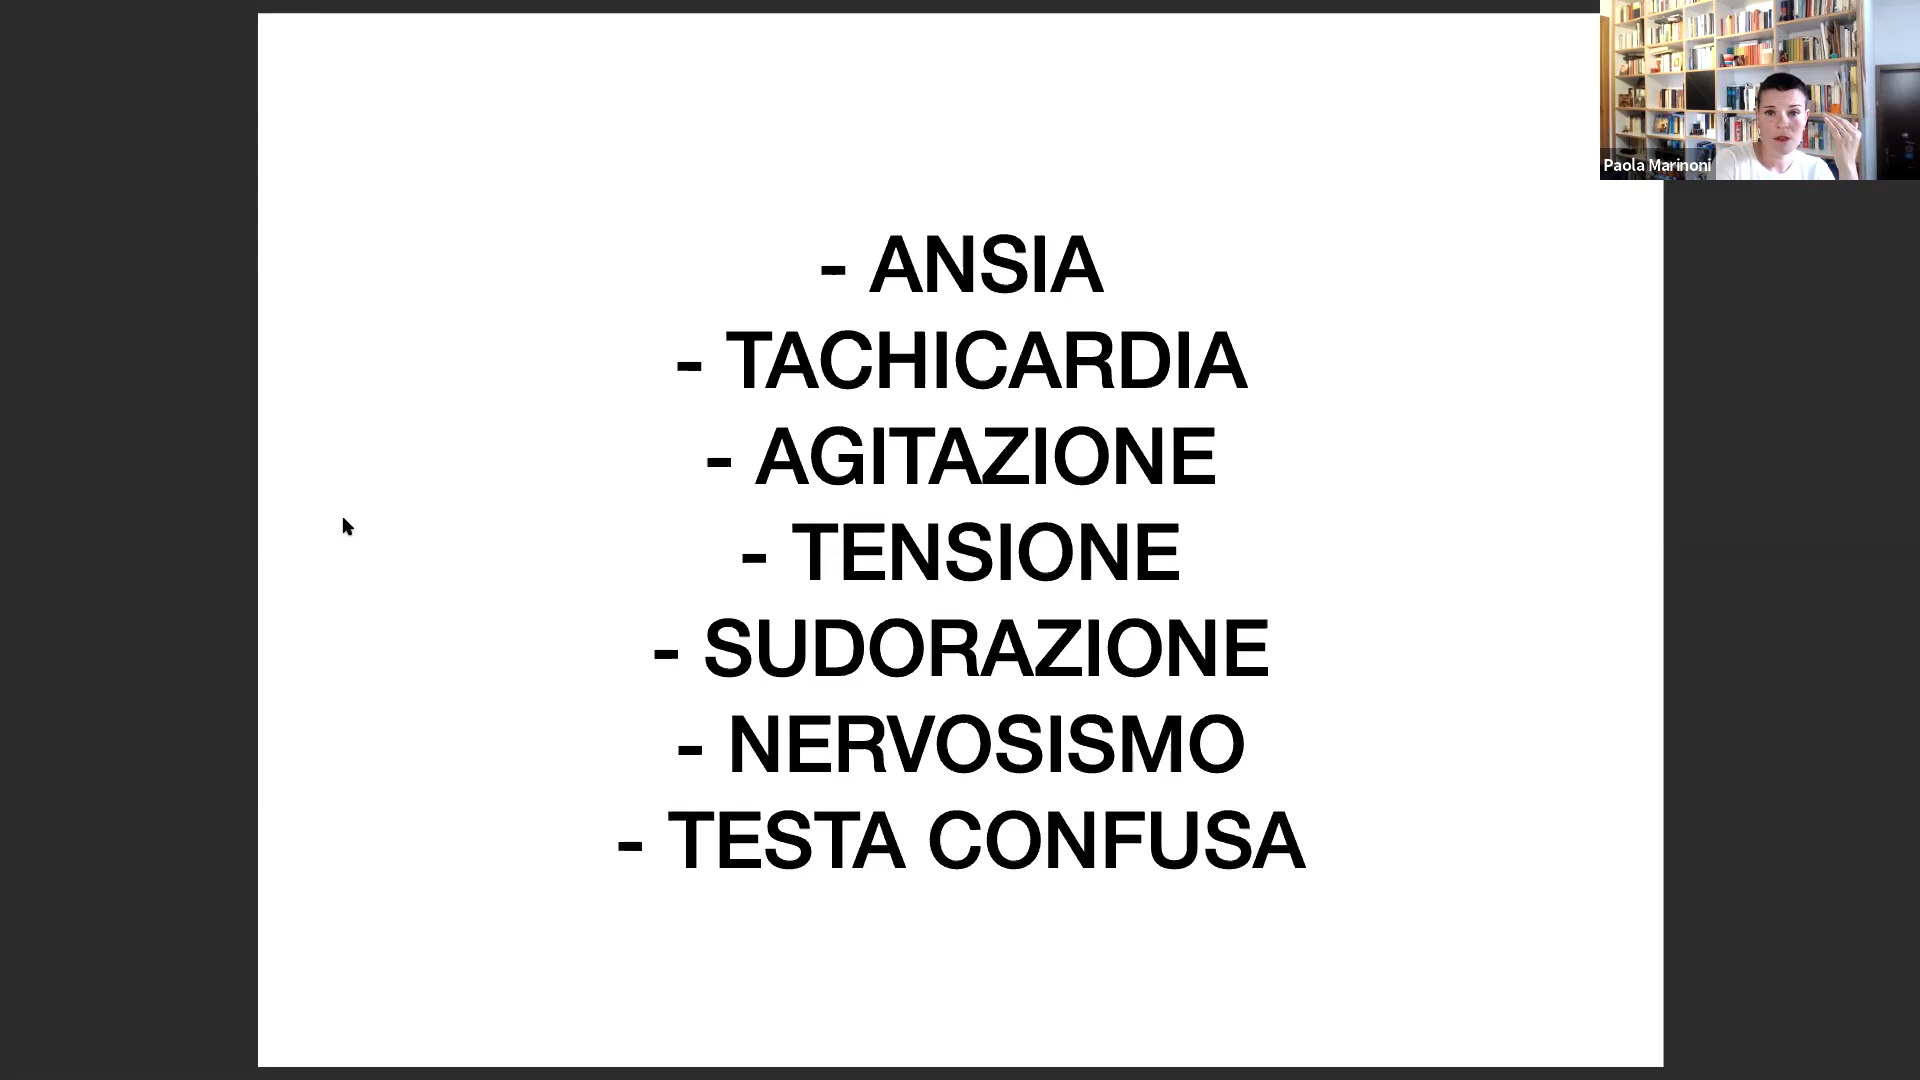 Paola Marinoni
- ANSIA
- TACHICARDIA
- AGITAZIONE
- TENSIONE
- SUDORAZIONE
- NERVOSISMO
- TESTA CONFUSA